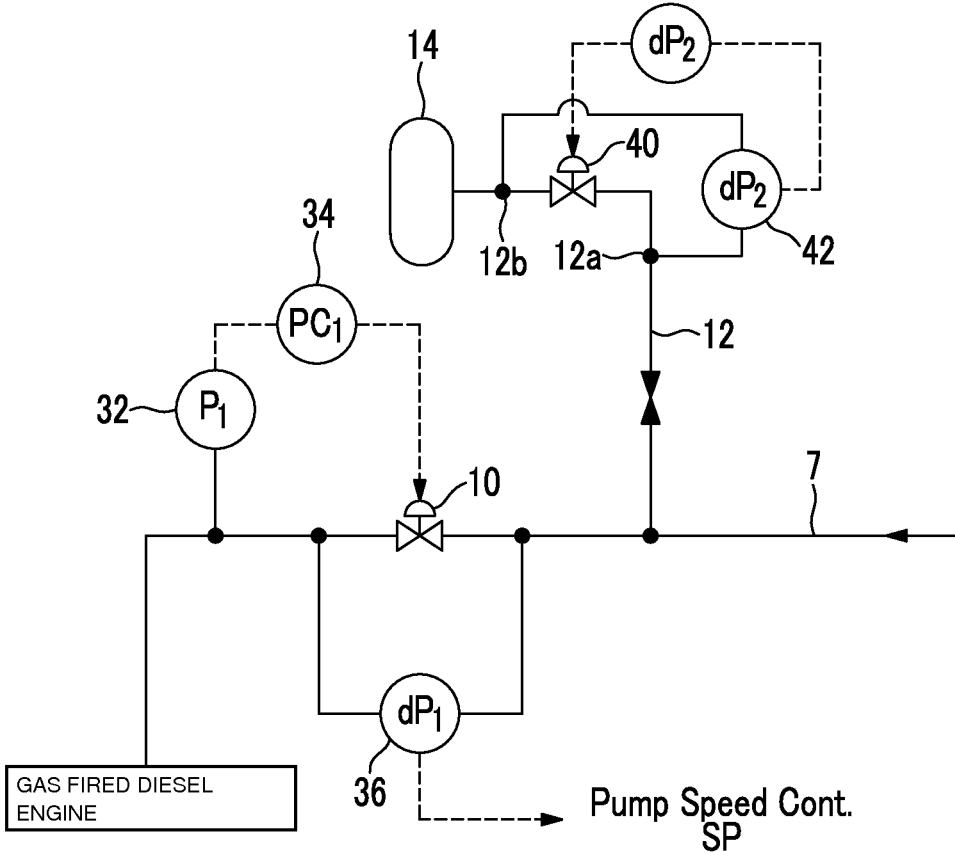 14
dP2
40
dP2
42
12b
12a
34
PC1
12
32
P1
10
7
dP1
36
GAS FIRED DIESEL
ENGINE
Pump Speed Cont.
SP